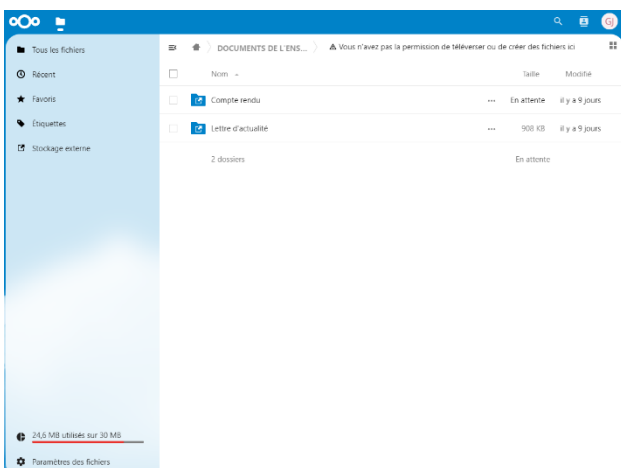 GJ
Tous les fichiers
DOCUMENTS DE L'ENS...
Vous n'avez pas la permission de téléverser ou de créer des fichiers ici
Récent
Nom
Taille
Modifié
Favoris
Compte rendu
... En attente il y a 9 jours
Étiquettes
Lettre d'actualité
... 908 KB il y a 9 jours
Stockage externe
2 dossiers
En attente
24,6 MB utilisés sur 30 MB
Paramètres des fichiers